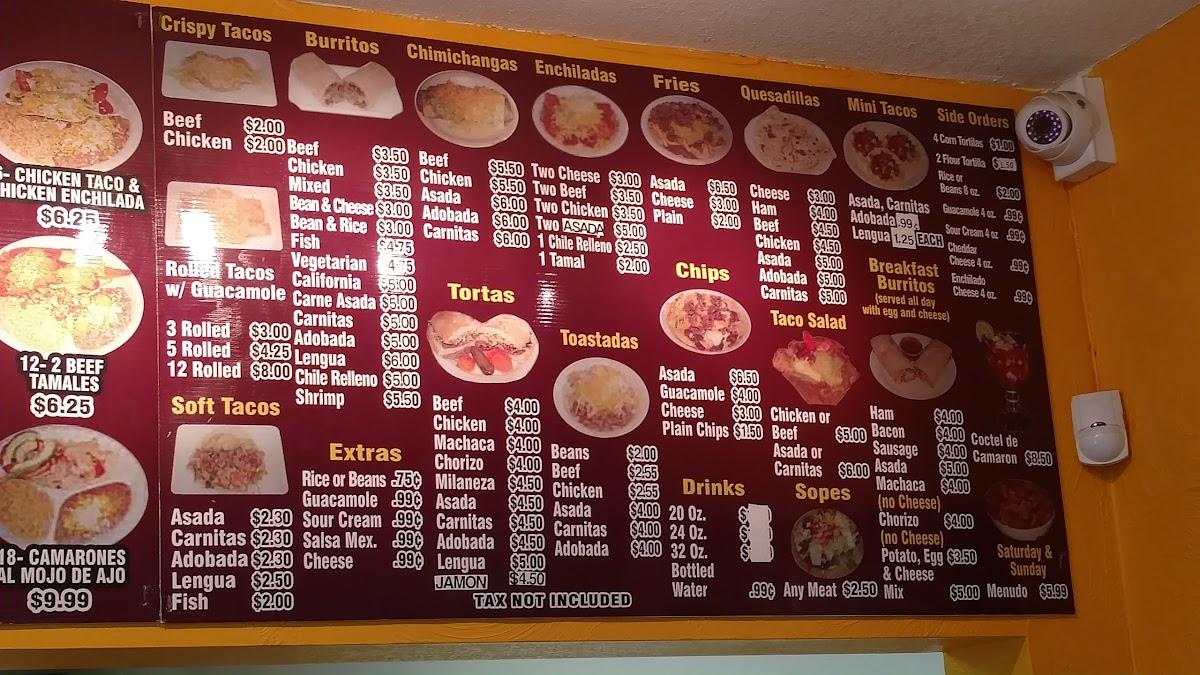 6- CHICKEN TACO &
CHICKEN ENCHILADA
$6.25
12- 2 BEEF
TAMALES
$6.25
18- CAMARONES
AL MOJO DE AJO
$9.99
Crispy Tacos
Beef $2.00
Chicken $2.00
Rolled Tacos
w/ Guacamole
3 Rolled $3.00
5 Rolled $4.25
12 Rolled $8.00
Soft Tacos
Asada $2.30
Carnitas $2.30
Adobada $2.30
Lengua $2.50
Fish $2.00
Burritos
Beef $3.50
Chicken $3.50
Mixed $3.50
Bean & Cheese $3.00
Bean & Rice $3.00
Fish $4.75
Vegetarian
California $5.00
Carne Asada $5.00
Carnitas $5.00
Adobada $5.00
Lengua $6.00
Chile Relleno $5.00
Shrimp $5.50
Extras
Rice or Beans .75¢
Guacamole .99¢
Sour Cream .99¢
Salsa Mex. .99¢
Cheese .99¢
Chimichangas
Beef $5.50
Chicken $5.50
Asada $6.00
Adobada $6.00
Carnitas $6.00
Tortas
Beef $4.00
Chicken $4.00
Machaca $4.00
Chorizo $4.00
Milaneza $4.50
Asada $4.50
Carnitas $4.50
Adobada $4.50
Lengua $5.00
JAMON $4.50
TAX NOT INCLUDED
Enchiladas
Two Cheese $3.00
Two Beef $3.50
Two Chicken $3.50
Two ASADA $5.00
1 Chile Relleno $2.50
1 Tamal $2.00
Toastadas
Beans $2.00
Beef $2.55
Chicken $2.55
Asada $4.00
Carnitas $4.00
Adobada $4.00
Fries
Asada $6.50
Cheese $3.00
Plain $2.00
Chips
Asada $6.50
Guacamole $4.00
Cheese $3.00
Plain Chips $1.50
Drinks
20 Oz.
24 Oz.
32 Oz.
Bottled
Water .99¢
Quesadillas
Cheese $3.00
Ham $4.00
Beef $4.50
Chicken $4.50
Asada $5.00
Adobada $5.00
Carnitas $5.00
Taco Salad
Chicken or
Beef $5.00
Asada or
Carnitas $6.00
Sopes
Any Meat $2.50
Mini Tacos
Asada, Carnitas
Adobada .99¢
Lengua 1.25 EACH
Breakfast
Burritos
(served all day
with egg and cheese)
Ham $4.00
Bacon $4.00
Sausage $4.00
Asada $5.00
Machaca $4.00
(no Cheese)
Chorizo $4.00
(no Cheese)
Potato, Egg $3.50
& Cheese
Mix $5.00
Side Orders
4 Corn Tortillas $1.00
2 Flour Tortilla
Rice or
Beans 8 oz. $2.00
Guacamole 4 oz. .99¢
Sour Cream 4 oz .99¢
Cheddar
Cheese 4 oz. .99¢
Enchilado
Cheese 4 oz. .99¢
Coctel de
Camaron $8.50
Saturday &
Sunday
Menudo $5.99